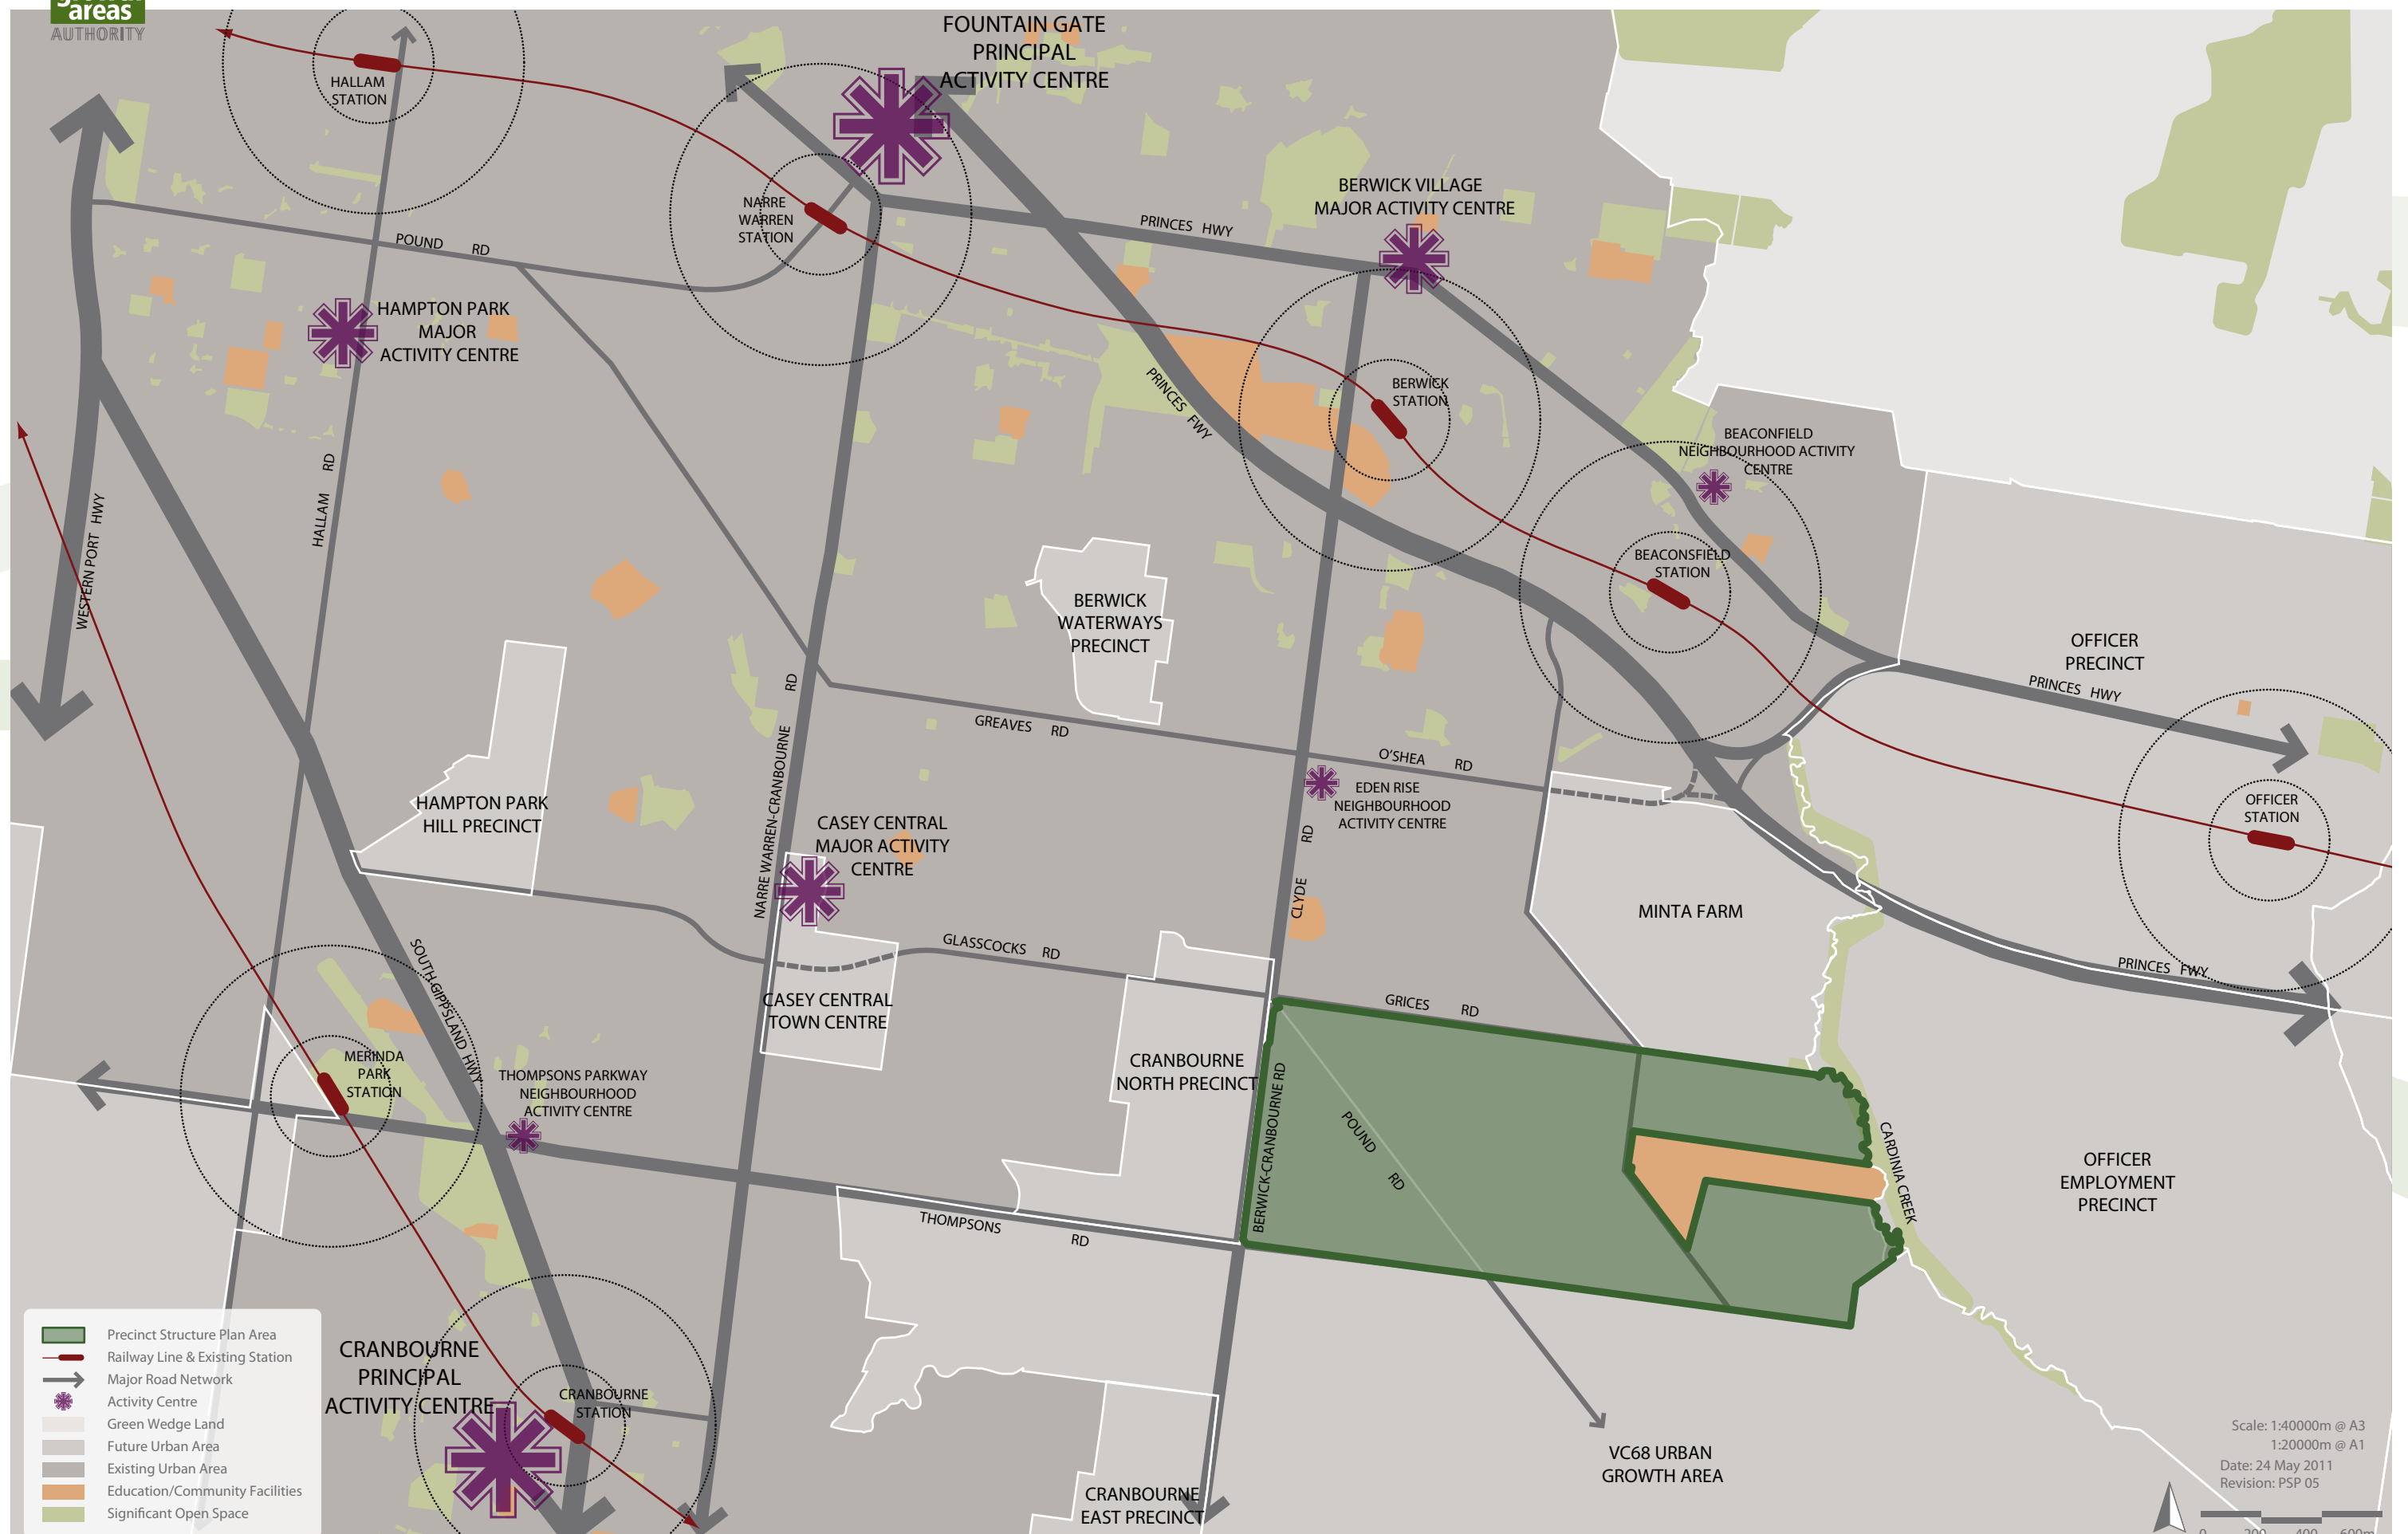 growth
areas
AUTHORITY
FOUNTAIN GATE
PRINCIPAL
ACTIVITY CENTRE
HALLAM
STATION
NARRE
WARREN
STATION
BERWICK VILLAGE
MAJOR ACTIVITY CENTRE
PRINCES HWY
POUND RD
HAMPTON PARK
MAJOR
ACTIVITY CENTRE
PRINCES FWY
BERWICK
STATION
BEACONFIELD
NEIGHBOURHOOD ACTIVITY
CENTRE
HALLAM RD
WESTERN PORT HWY
BEACONSFIELD
STATION
BERWICK
WATERWAYS
PRECINCT
OFFICER
PRECINCT
PRINCES HWY
GREAVES RD
O'SHEA RD
EDEN RISE
NEIGHBOURHOOD
ACTIVITY CENTRE
OFFICER
STATION
HAMPTON PARK
HILL PRECINCT
NARRE WARREN-CRANBOURNE RD
CASEY CENTRAL
MAJOR ACTIVITY
CENTRE
CLYDE RD
MINTA FARM
SOUTH GIPPSLAND HWY
GLASSCOCKS RD
PRINCES FWY
CASEY CENTRAL
TOWN CENTRE
GRICES RD
MERINDA
PARK
STATION
THOMPSONS PARKWAY
NEIGHBOURHOOD
ACTIVITY CENTRE
CRANBOURNE
NORTH PRECINCT
BERWICK-CRANBOURNE RD
POUND RD
CARDINIA CREEK
OFFICER
EMPLOYMENT
PRECINCT
THOMPSONS RD
CRANBOURNE
PRINCIPAL
ACTIVITY CENTRE
CRANBOURNE
STATION
VC68 URBAN
GROWTH AREA
CRANBOURNE
EAST PRECINCT
Precinct Structure Plan Area
Railway Line & Existing Station
Major Road Network
Activity Centre
Green Wedge Land
Future Urban Area
Existing Urban Area
Education/Community Facilities
Significant Open Space
Scale: 1:40000m @ A3
1:20000m @ A1
Date: 24 May 2011
Revision: PSP 05
0 200 400 600m